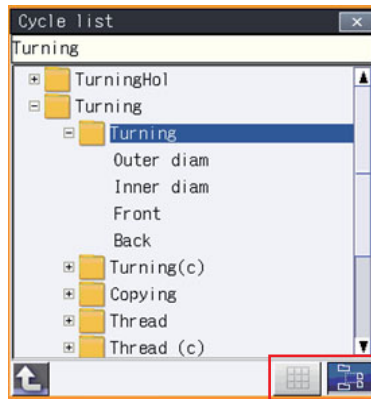 Cycle list
Turning
TurningHol
Turning
Turning
Outer diam
Inner diam
Front
Back
Turning(c)
Copying
Thread
Thread (c)